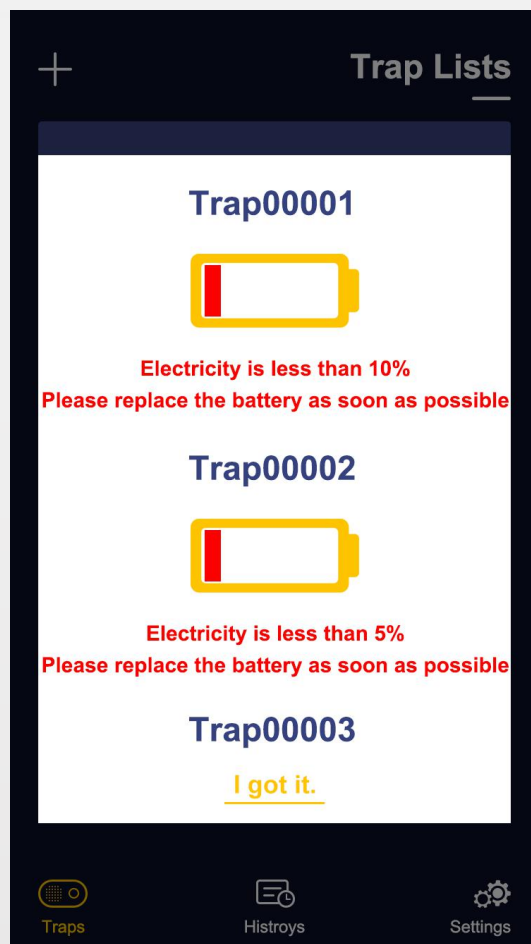 Trap Lists
Trap00001
Electricity is less than 10%
Please replace the battery as soon as possible
Trap00002
Electricity is less than 5%
Please replace the battery as soon as possible
Trap00003
I got it.
Traps
Histroys
Settings